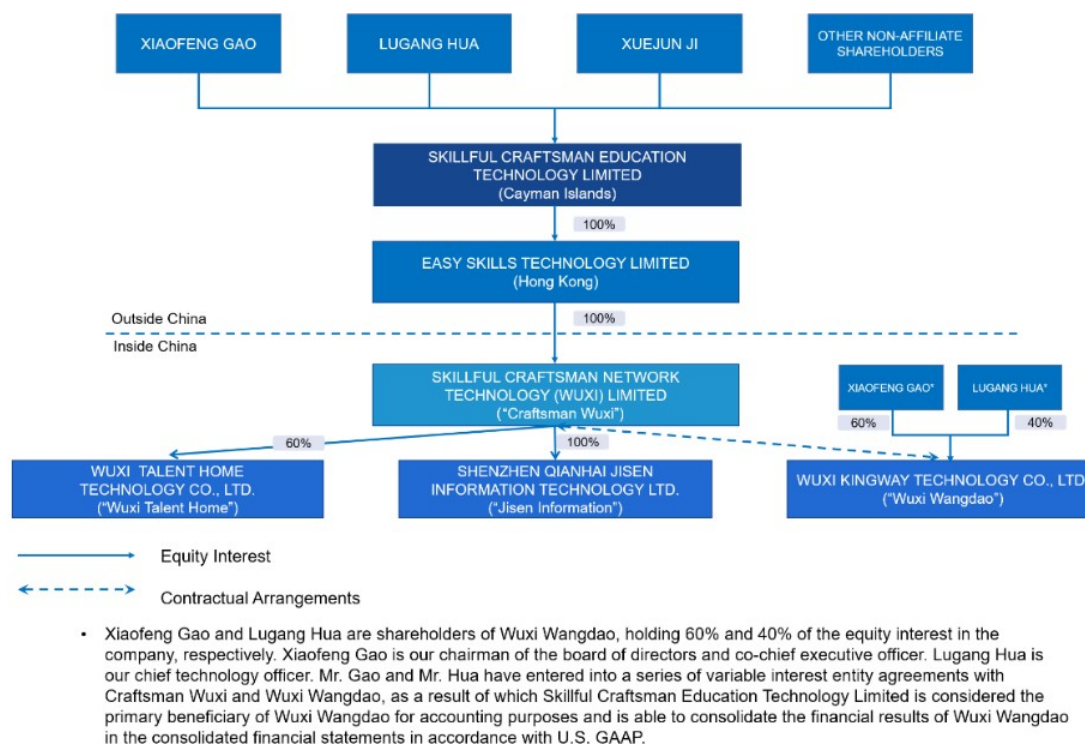 XIAOFENG GAO
LUGANG HUA
XUEJUN JI
OTHER NON-AFFILIATE
SHAREHOLDERS
SKILLFUL CRAFTSMAN EDUCATION
TECHNOLOGY LIMITED
(Cayman Islands)
100%
EASY SKILLS TECHNOLOGY LIMITED
(Hong Kong)
Outside China
100%
Inside China
SKILLFUL CRAFTSMAN NETWORK
TECHNOLOGY (WUXI) LIMITED
("Craftsman Wuxi")
XIAOFENG GAO*
LUGANG HUA*
60%
40%
60%
100%
WUXI TALENT HOME
TECHNOLOGY CO., LTD.
("Wuxi Talent Home")
SHENZHEN QIANHAI JISEN
INFORMATION TECHNOLOGY LTD.
("Jisen Information")
WUXI KINGWAY TECHNOLOGY CO., LTD
("Wuxi Wangdao")
Equity Interest
Contractual Arrangements
• Xiaofeng Gao and Lugang Hua are shareholders of Wuxi Wangdao, holding 60% and 40% of the equity interest in the
company, respectively. Xiaofeng Gao is our chairman of the board of directors and co-chief executive officer. Lugang Hua is
our chief technology officer. Mr. Gao and Mr. Hua have entered into a series of variable interest entity agreements with
Craftsman Wuxi and Wuxi Wangdao, as a result of which Skillful Craftsman Education Technology Limited is considered the
primary beneficiary of Wuxi Wangdao for accounting purposes and is able to consolidate the financial results of Wuxi Wangdao
in the consolidated financial statements in accordance with U.S. GAAP.